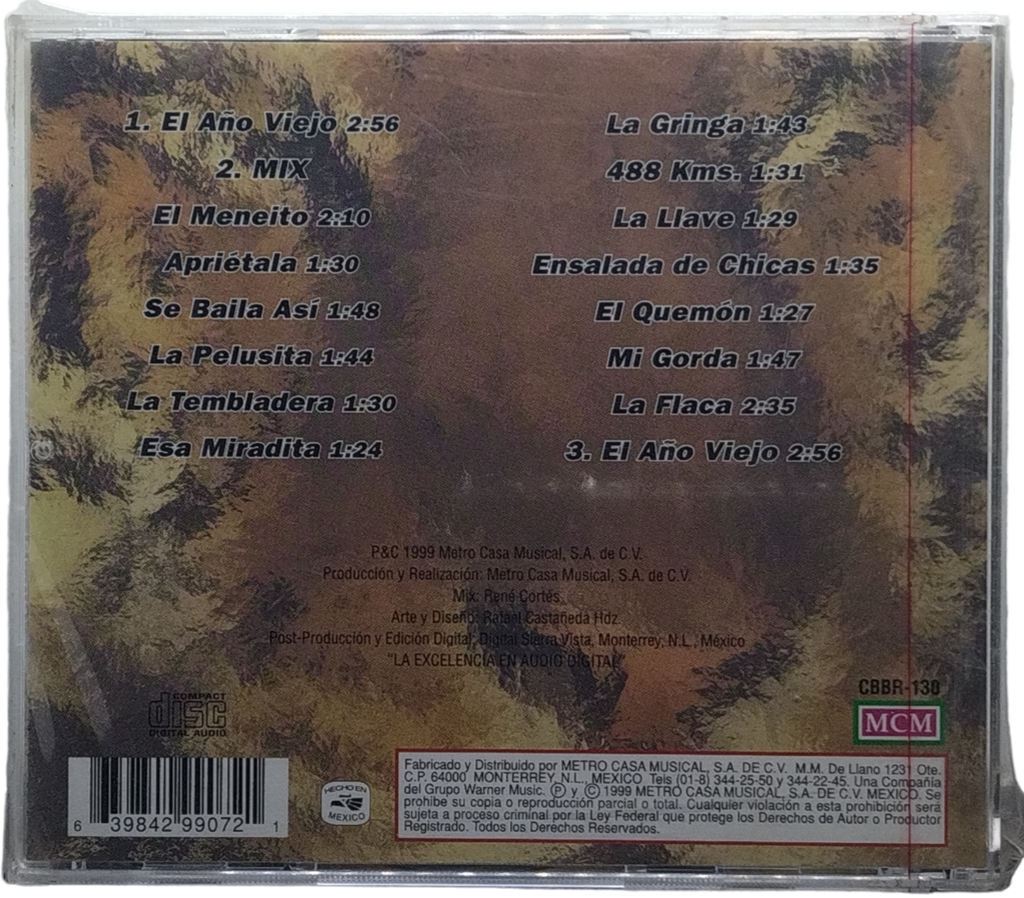 1. El Año Viejo 2:56
2. MIX
El Meneito 2:10
Apriétala 1:30
Se Baila Así 1:48
La Pelusita 1:44
La Tembladera 1:30
Esa Miradita 1:24
La Gringa 1:43
488 Kms. 1:31
La Llave 1:29
Ensalada de Chicas 1:35
El Quemón 1:27
Mi Gorda 1:47
La Flaca 2:35
3. El Año Viejo 2:56
P&C 1999 Metro Casa Musical, S.A. de C.V.
Producción y Realización: Metro Casa Musical, S.A. de C.V.
Mix: René Cortés
Arte y Diseño: Rafael Castañeda Hdz.
Post-Producción y Edición Digital: Digital Sierra Vista, Monterrey, N.L., México
"LA EXCELENCIA EN AUDIO DIGITAL"
COMPACT
disc
DIGITAL AUDIO
CBBR-130
MCM
6 39842 99072 1
HECHO EN
MEXICO
Fabricado y Distribuido por METRO CASA MUSICAL, S.A. DE C.V. M.M. De Llano 1231 Ote.
C.P. 64000 MONTERREY, N.L., MEXICO Tels (01-8) 344-25-50 y 344-22-45. Una Compañía
del Grupo Warner Music. Ⓟ y Ⓒ 1999 METRO CASA MUSICAL, S.A. DE C.V. MEXICO. Se
prohibe su copia o reproducción parcial o total. Cualquier violación a esta prohibición será
sujeta a proceso criminal por la Ley Federal que protege los Derechos de Autor o Productor
Registrado. Todos los Derechos Reservados.